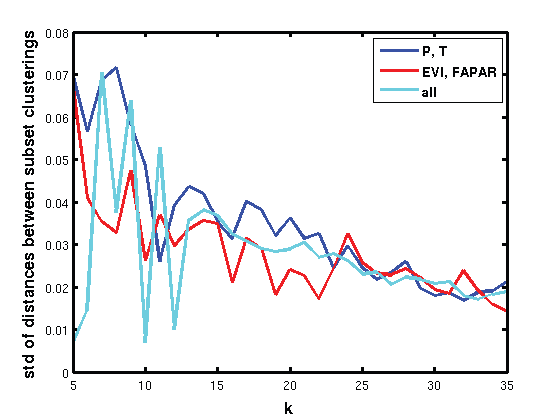 0.08
0.07
0.06
0.05
0.04
0.03
0.02
0.01
0
std of distances between subset clusterings
P, T
EVI, FAPAR
all
5 10 15 20 25 30 35
k